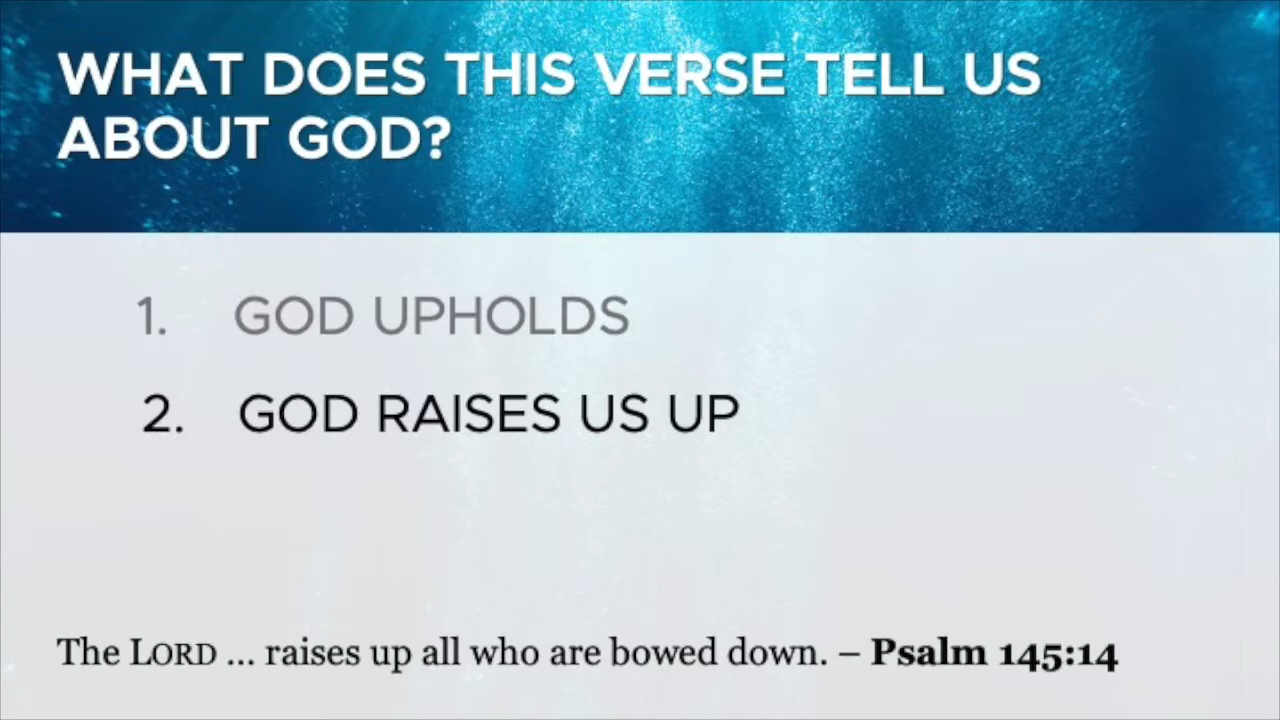 WHAT DOES THIS VERSE TELL US
ABOUT GOD?
1. GOD UPHOLDS
2. GOD RAISES US UP
The LORD ... raises up all who are bowed down. – Psalm 145:14